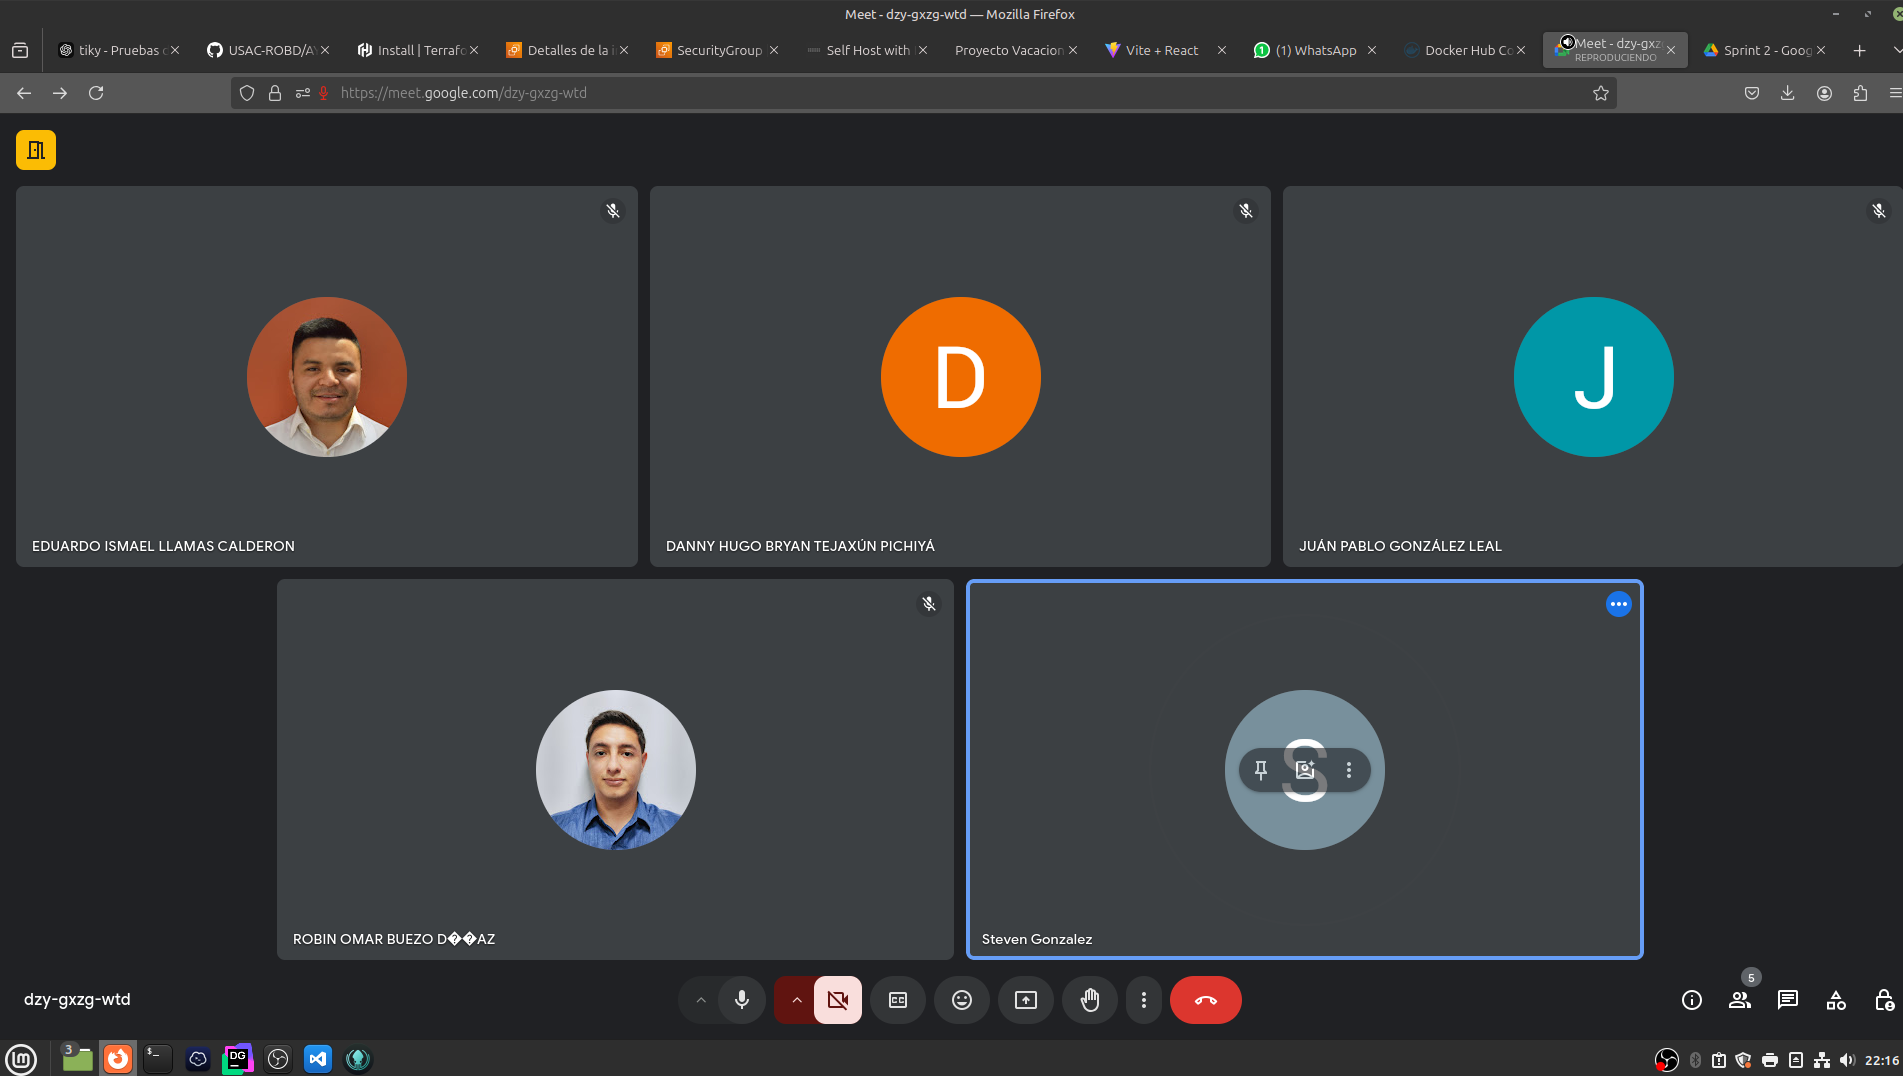 Meet - dzy-gxzg-wtd — Mozilla Firefox
tiky - Pruebas
USAC-ROBD/A
Install | Terrafo
Detalles de la i
SecurityGroup
Self Host with
Proyecto Vacacion
Vite + React
(1) WhatsApp
Docker Hub Co
Meet - dzy-gxz
REPRODUCIENDO
Sprint 2 - Goog
https://meet.google.com/dzy-gxzg-wtd
D
J
EDUARDO ISMAEL LLAMAS CALDERON
DANNY HUGO BRYAN TEJAXÚN PICHIYÁ
JUÁN PABLO GONZÁLEZ LEAL
S
ROBIN OMAR BUEZO D��AZ
Steven Gonzalez
dzy-gxzg-wtd
5
3
DG
22:16